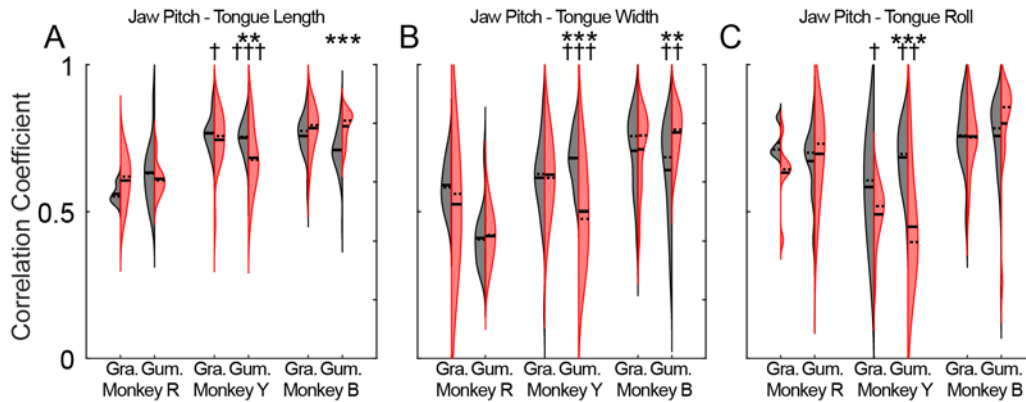 Jaw Pitch - Tongue Length
Jaw Pitch - Tongue Width
Jaw Pitch - Tongue Roll
A
† ** ††† ***
B
*** ††† ** ††
C
† *** †††
Correlation Coefficient
1
0.5
0
Gra. Gum. Gra. Gum. Gra. Gum.
Monkey R Monkey Y Monkey B
Gra. Gum. Gra. Gum. Gra. Gum.
Monkey R Monkey Y Monkey B
Gra. Gum. Gra. Gum. Gra. Gum.
Monkey R Monkey Y Monkey B